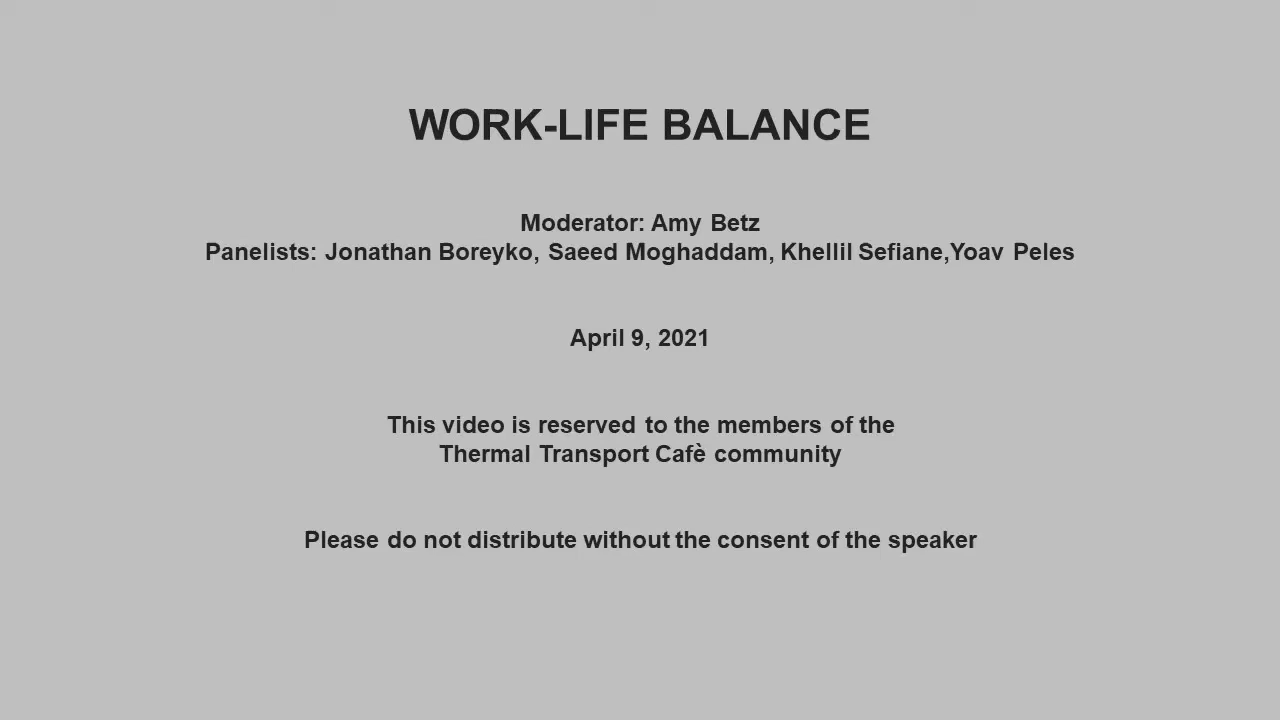 WORK-LIFE BALANCE
Moderator: Amy Betz
Panelists: Jonathan Boreyko, Saeed Moghaddam, Khellil Sefiane,Yoav Peles
April 9, 2021
This video is reserved to the members of the
Thermal Transport Cafè community
Please do not distribute without the consent of the speaker